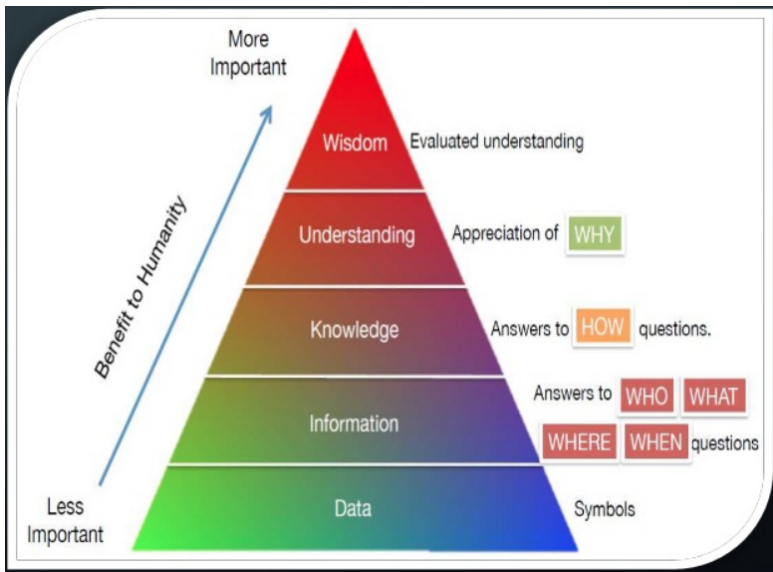 More
Important
Wisdom
Evaluated understanding
Benefit to Humanity
Understanding
Appreciation of WHY
Knowledge
Answers to HOW questions.
Information
Answers to WHO WHAT
WHERE WHEN questions
Less
Important
Data
Symbols